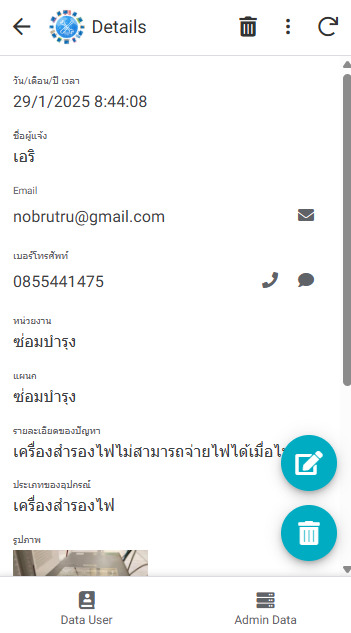 Details
วัน/เดือน/ปี เวลา
29/1/2025 8:44:08
ชื่อผู้แจ้ง
เอริ
Email
nobrutru@gmail.com
เบอร์โทรศัพท์
0855441475
หน่วยงาน
ซ่อมบำรุง
แผนก
ซ่อมบำรุง
รายละเอียดของปัญหา
เครื่องสำรองไฟไม่สามารถจ่ายไฟได้เมื่อ
ประเภทของอุปกรณ์
เครื่องสำรองไฟ
รูปภาพ
Data User
Admin Data